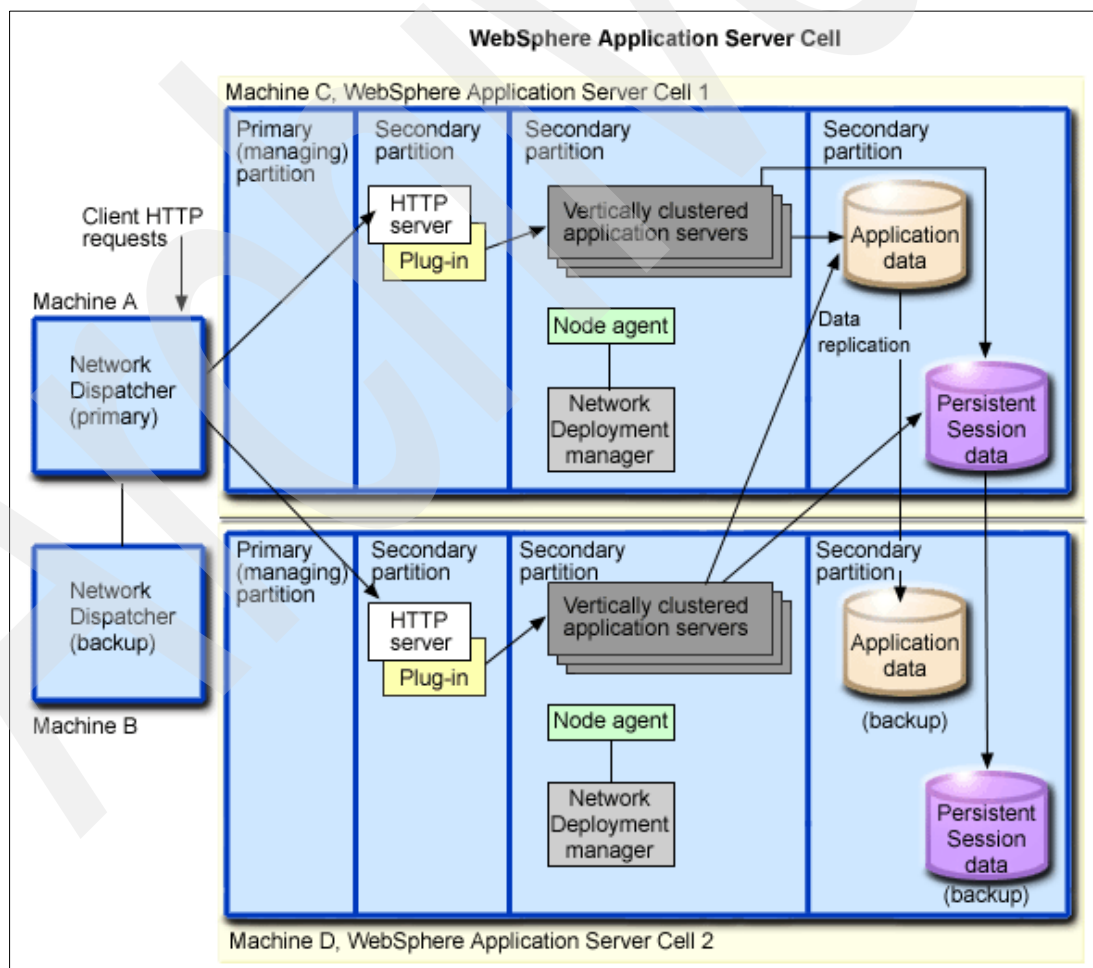 WebSphere Application Server Cell
Machine C, WebSphere Application Server Cell 1
Primary
(managing)
partition
Secondary
partition
Secondary
partition
Secondary
partition
Client HTTP
requests
HTTP
server
Plug-in
Vertically clustered
application servers
Application
data
Machine A
Network
Dispatcher
(primary)
Node agent
Data
replication
Network
Deployment
manager
Persistent
Session
data
Primary
(managing)
partition
Secondary
partition
Secondary
partition
Secondary
partition
Network
Dispatcher
(backup)
Machine B
HTTP
server
Plug-in
Vertically clustered
application servers
Application
data
(backup)
Node agent
Network
Deployment
manager
Persistent
Session
data
(backup)
Machine D, WebSphere Application Server Cell 2